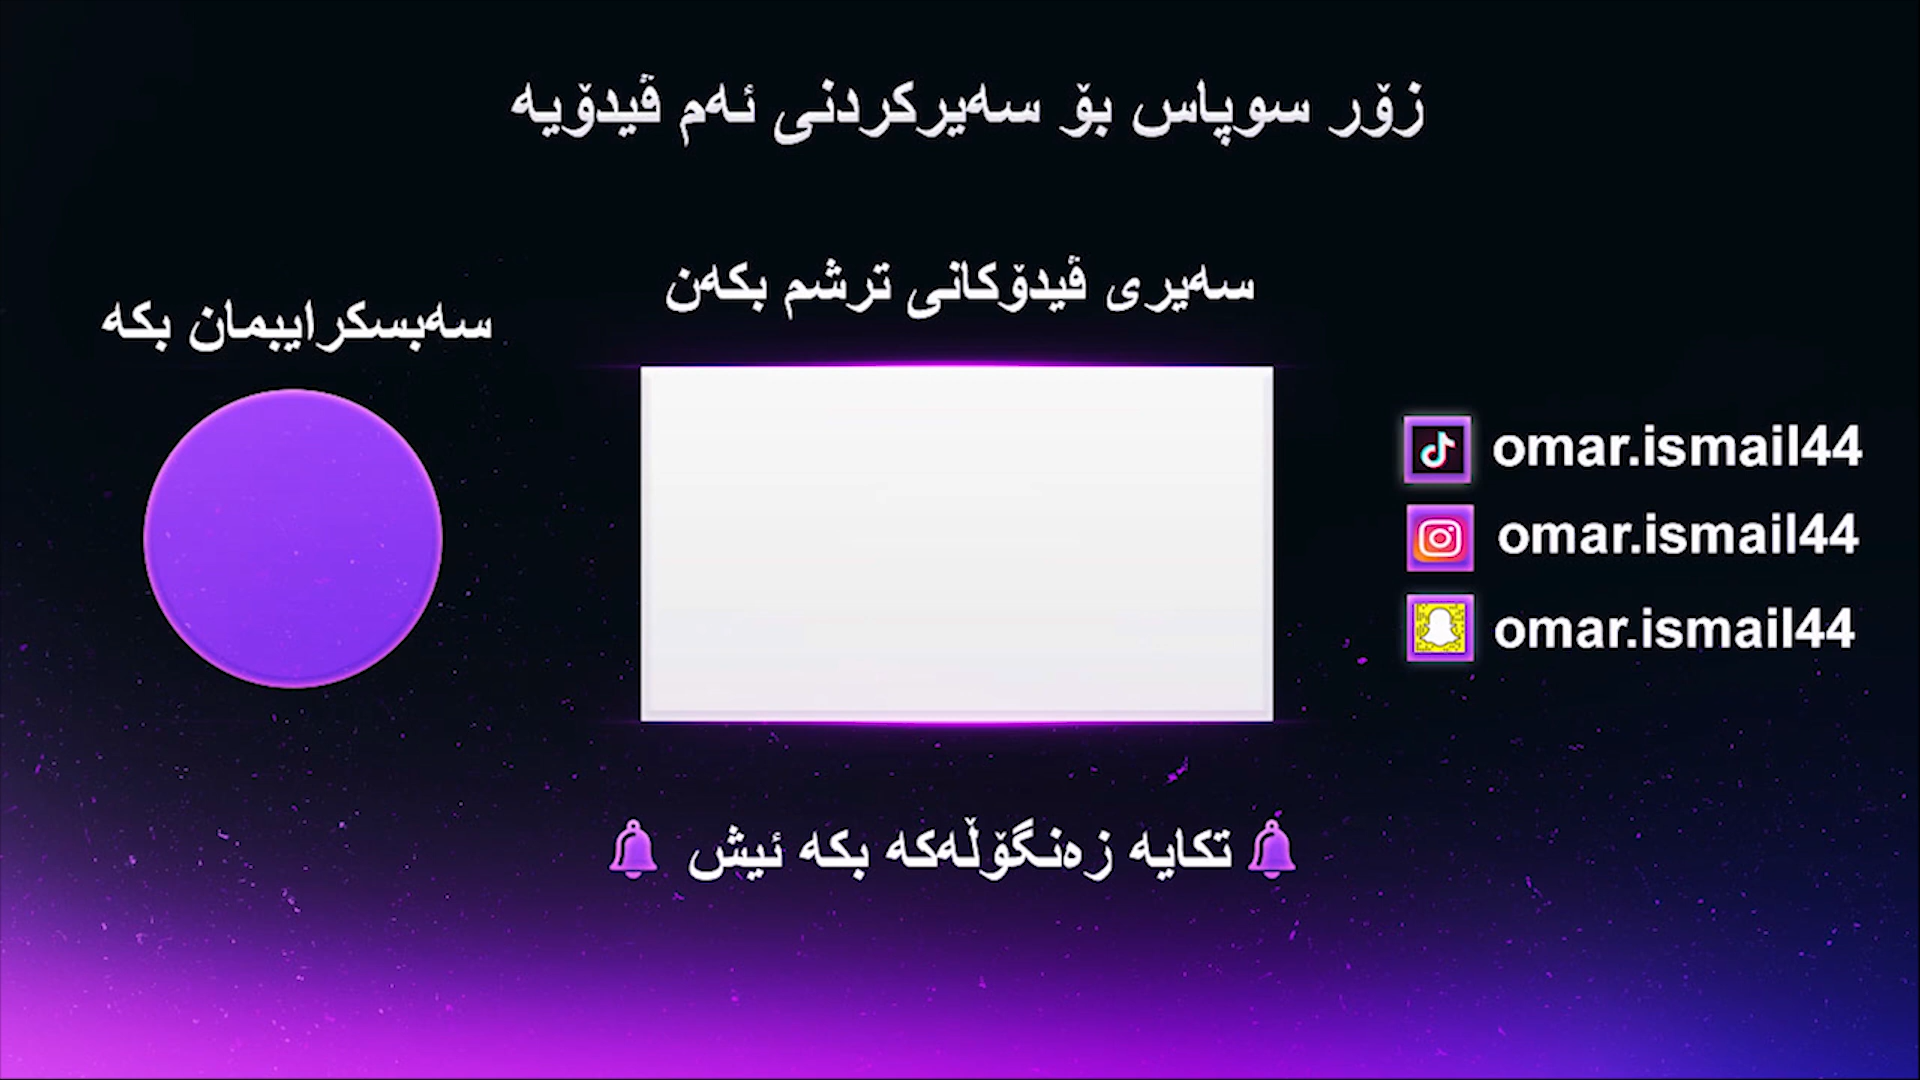 زۆر سوپاس بۆ سەیرکردنی ئەم ڤیدۆیە
سەیری ڤیدۆکانی ترشم بکەن
سەبسکرایبمان بکە
omar.ismail44
omar.ismail44
omar.ismail44
تکایە زەنگۆڵەکە بکە ئیش